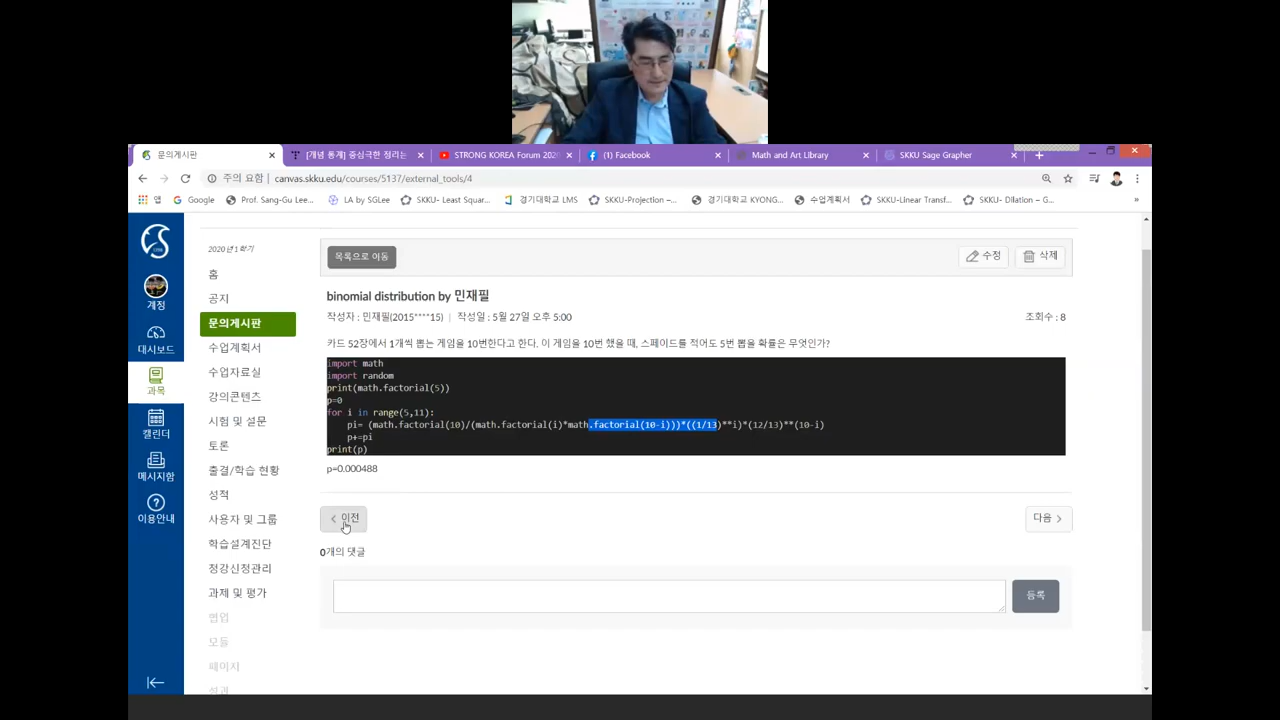 문의게시판
[개념 통계] 중심극한 정리는
STRONG KOREA Forum 202
(1) Facebook
Math and Art Library
SKKU Sage Grapher
주의 요함
canvas.skku.edu/courses/5137/external_tools/4
앱
Google
Prof. Sang-Gu Lee...
LA by SGLee
SKKU- Least Squar...
경기대학교 LMS
SKKU-Projection –...
경기대학교 KYONG...
수업계획서
SKKU-Linear Transf...
SKKU- Dilation – G...
»
계정
대시보드
과목
캘린더
메시지함
이용안내
2020년 1학기
홈
공지
문의게시판
수업계획서
수업자료실
강의콘텐츠
시험 및 설문
토론
출결/학습 현황
성적
사용자 및 그룹
학습설계진단
정강신정관리
과제 및 평가
협업
모듈
페이지
목록으로 이동
수정
삭제
binomial distribution by 민재필
작성자 : 민재필(2015****15) | 작성일 : 5월 27일 오후 5:00
조회수 : 8
카드 52장에서 1개씩 뽑는 게임을 10번한다고 한다. 이 게임을 10번 했을 때, 스페이드를 적어도 5번 뽑을 확률은 무엇인가?
import math
import random
print(math.factorial(5))
p=0
for i in range(5,11):
pi= (math.factorial(10)/(math.factorial(i)*math.factorial(10-i)))*((1/13)**i)*(12/13)**(10-i)
p+=pi
print(p)
p=0.000488
이전
다음
0개의 댓글
등록